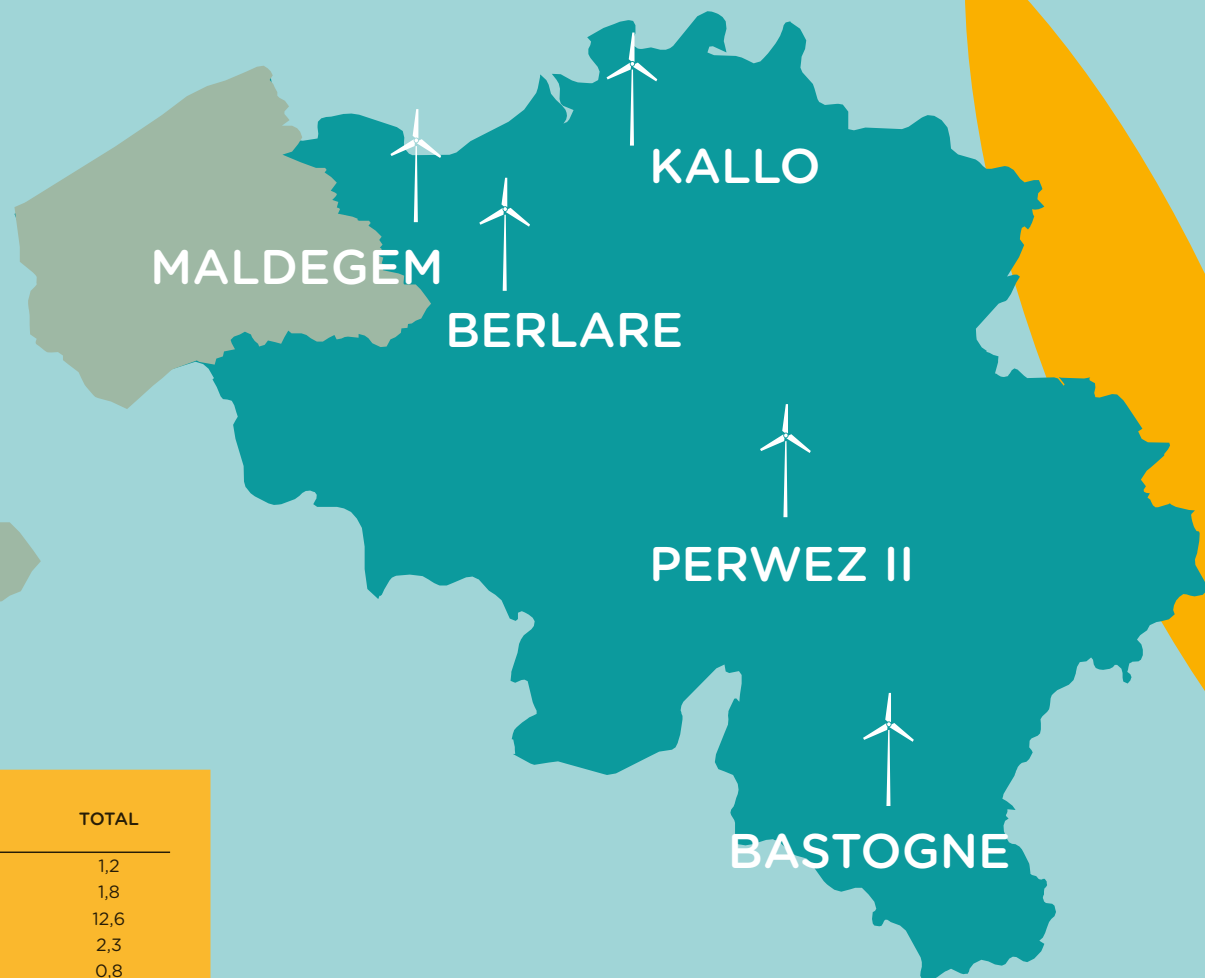 KALLO
MALDEGEM
BERLARE
PERWEZ II
BASTOGNE
TOTAL
1,2
1,8
12,6
2,3
0,8